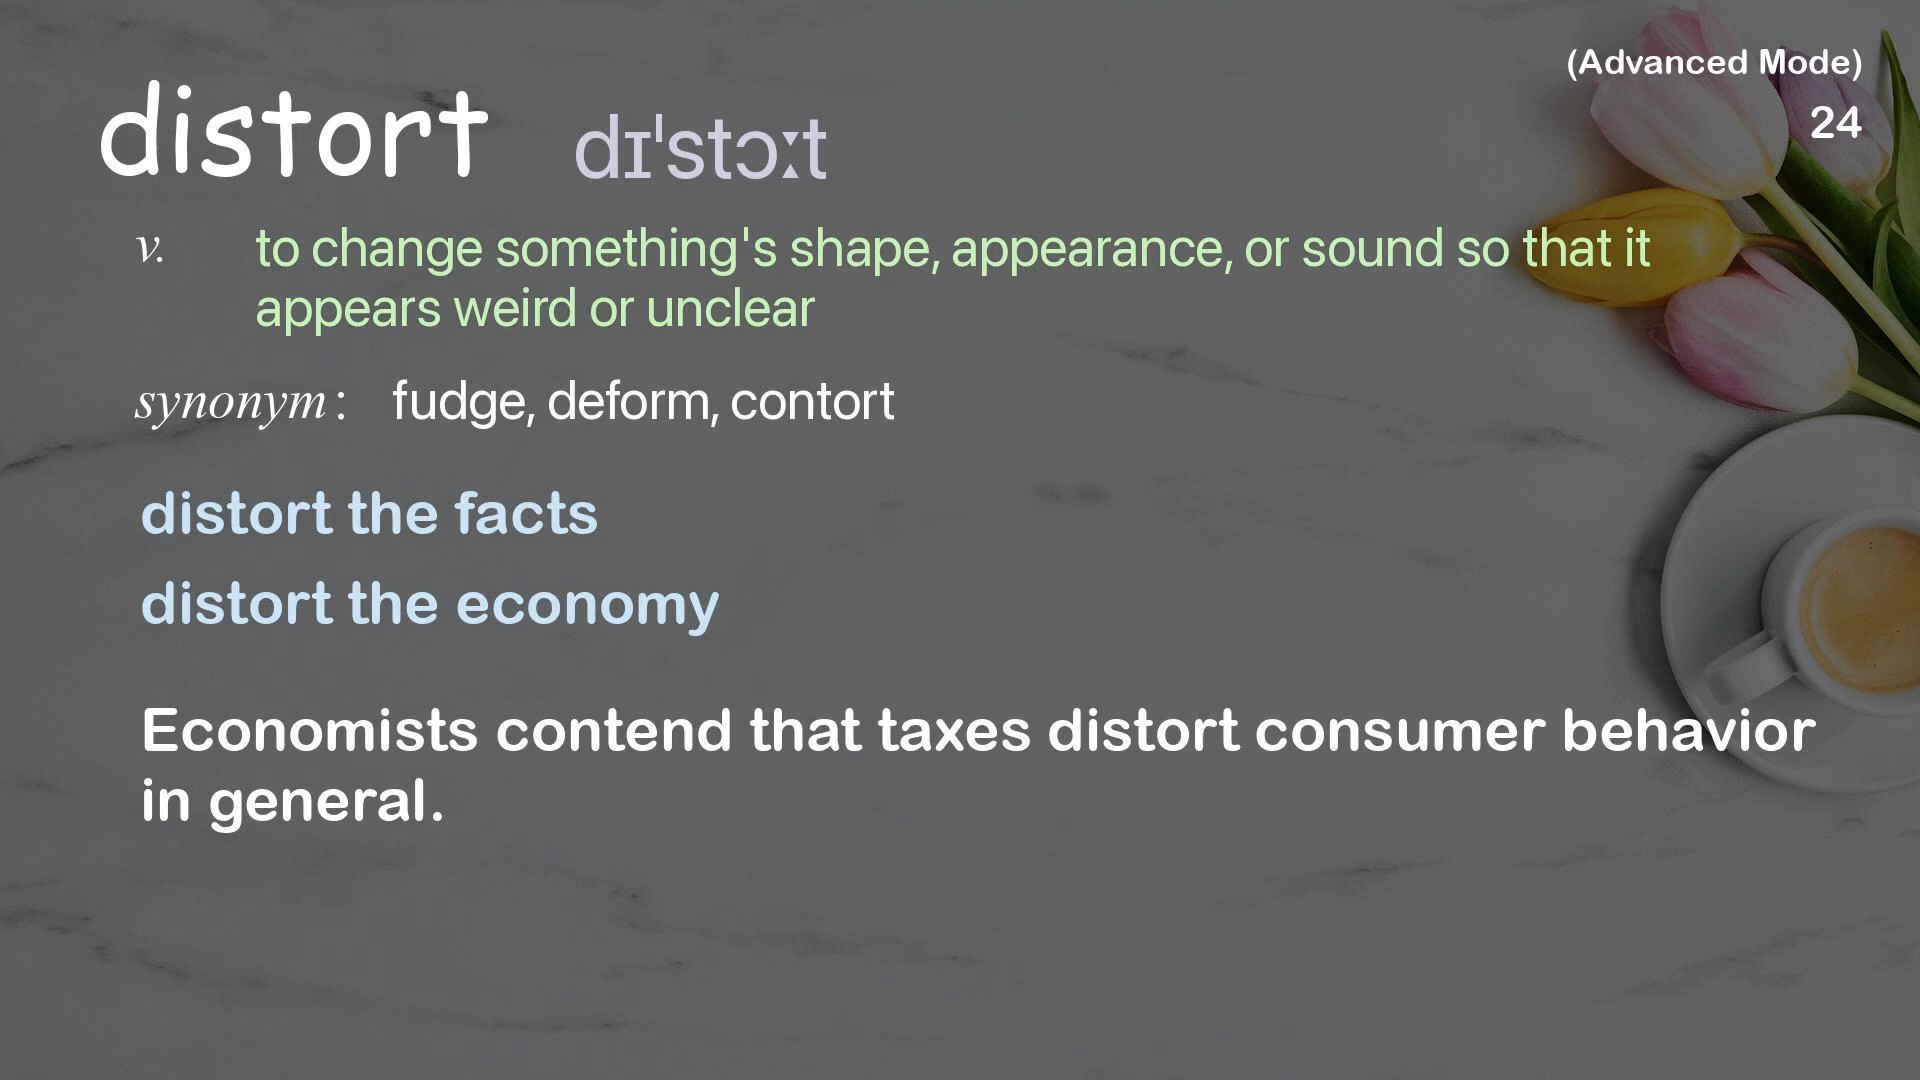 (Advanced Mode)
24
distort dɪˈstɔːt
v. to change something's shape, appearance, or sound so that it
appears weird or unclear
synonym: fudge, deform, contort
distort the facts
distort the economy
Economists contend that taxes distort consumer behavior
in general.